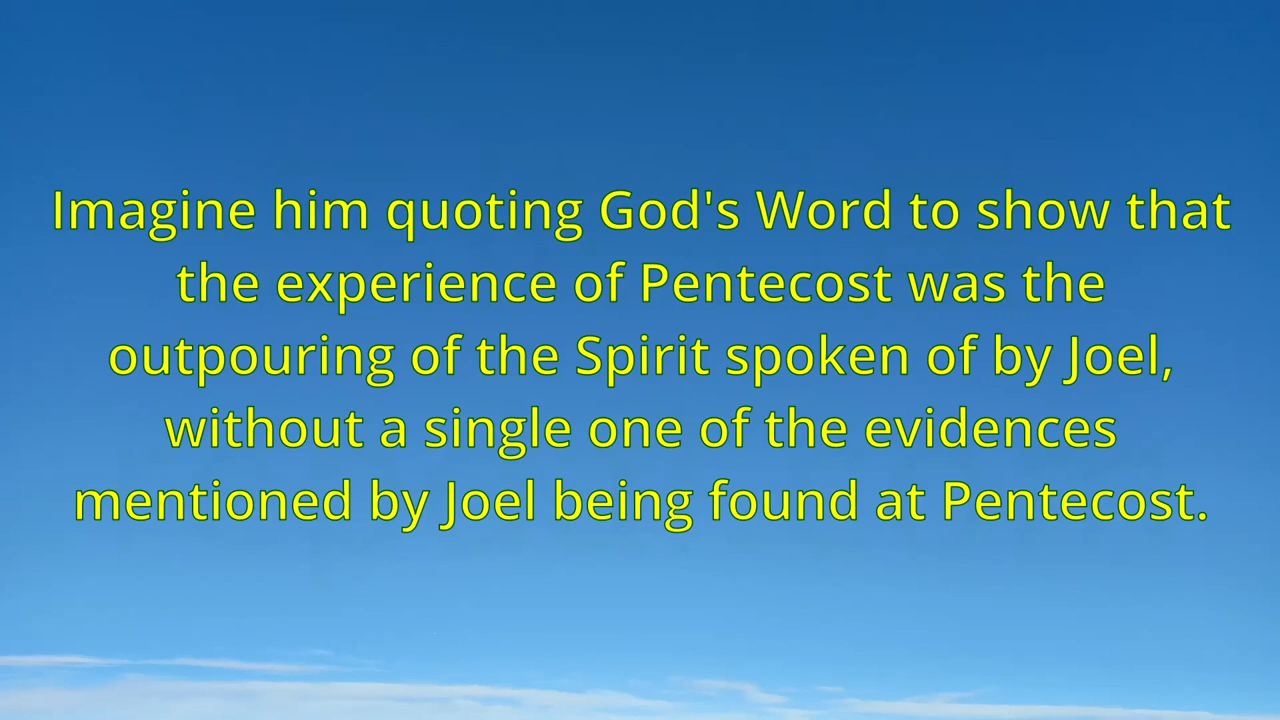 Imagine him quoting God's Word to show that
the experience of Pentecost was the
outpouring of the Spirit spoken of by Joel,
without a single one of the evidences
mentioned by Joel being found at Pentecost.